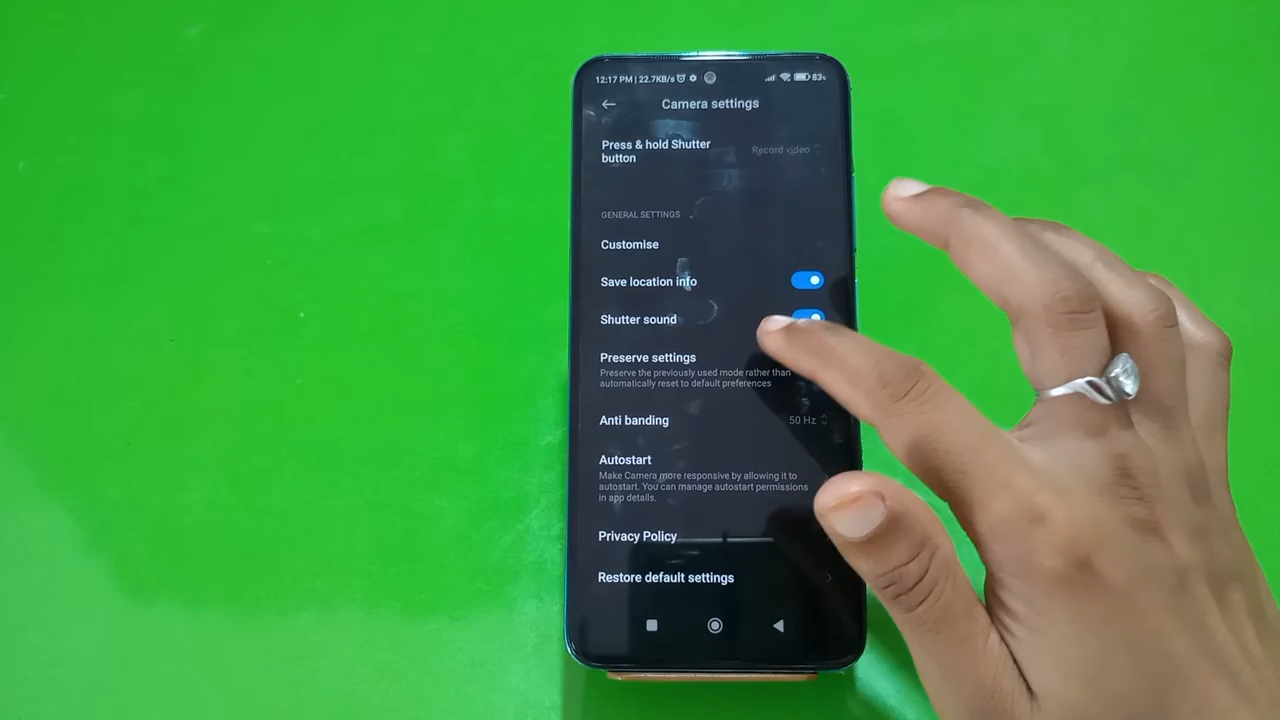 12:17 PM | 22.7KB/s 83%
Camera settings
Press & hold Shutter
button
Record video
GENERAL SETTINGS
Customise
Save location info
Shutter sound
Preserve settings
Preserve the previously used mode rather than
automatically reset to default preferences
Anti banding 50 Hz
Autostart
Make Camera more responsive by allowing it to
autostart. You can manage autostart permissions
in app details.
Privacy Policy
Restore default settings